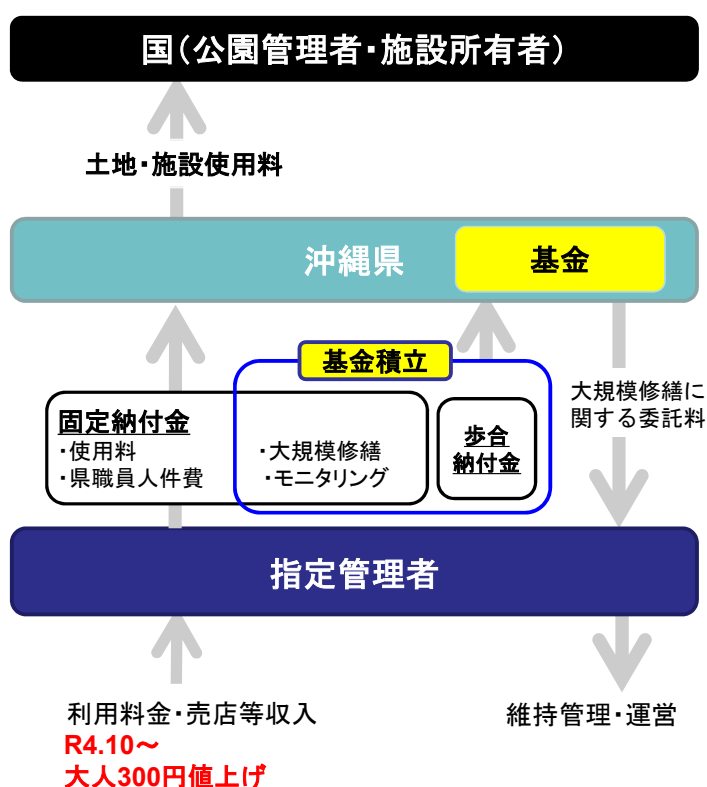 国（公園管理者・施設所有者）
土地・施設使用料
沖縄県
基金
基金積立
大規模修繕に
関する委託料
固定納付金
・使用料
・県職員人件費
・大規模修繕
・モニタリング
歩合
納付金
指定管理者
利用料金・売店等収入
R4.10～
大人300円値上げ
維持管理・運営